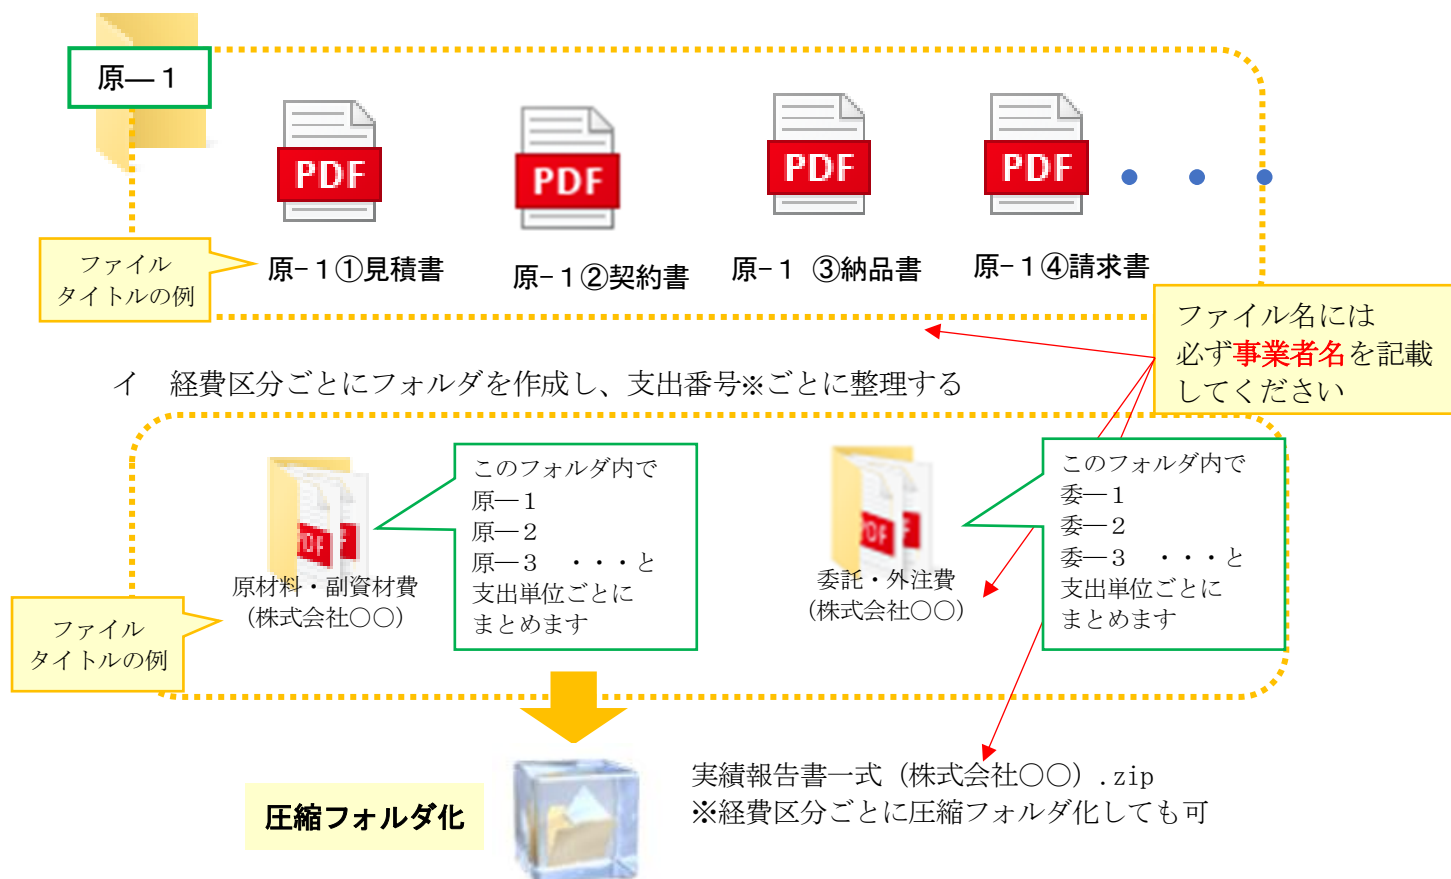 原―１
PDF
PDF
PDF
PDF
・・・
ファイル
タイトルの例
原-１①見積書
原-１②契約書
原-１　③納品書
原-１④請求書
ファイル名には
必ず事業者名を記載
してください
イ　経費区分ごとにフォルダを作成し、支出番号※ごとに整理する
PDF
原材料・副資材費
（株式会社〇〇）
このフォルダ内で
原―１
原―２
原―３　・・・と
支出単位ごとに
まとめます
PDF
委託・外注費
（株式会社〇〇）
このフォルダ内で
委―１
委―２
委―３　・・・と
支出単位ごとに
まとめます
ファイル
タイトルの例
圧縮フォルダ化
実績報告書一式（株式会社〇〇）.zip
※経費区分ごとに圧縮フォルダ化しても可